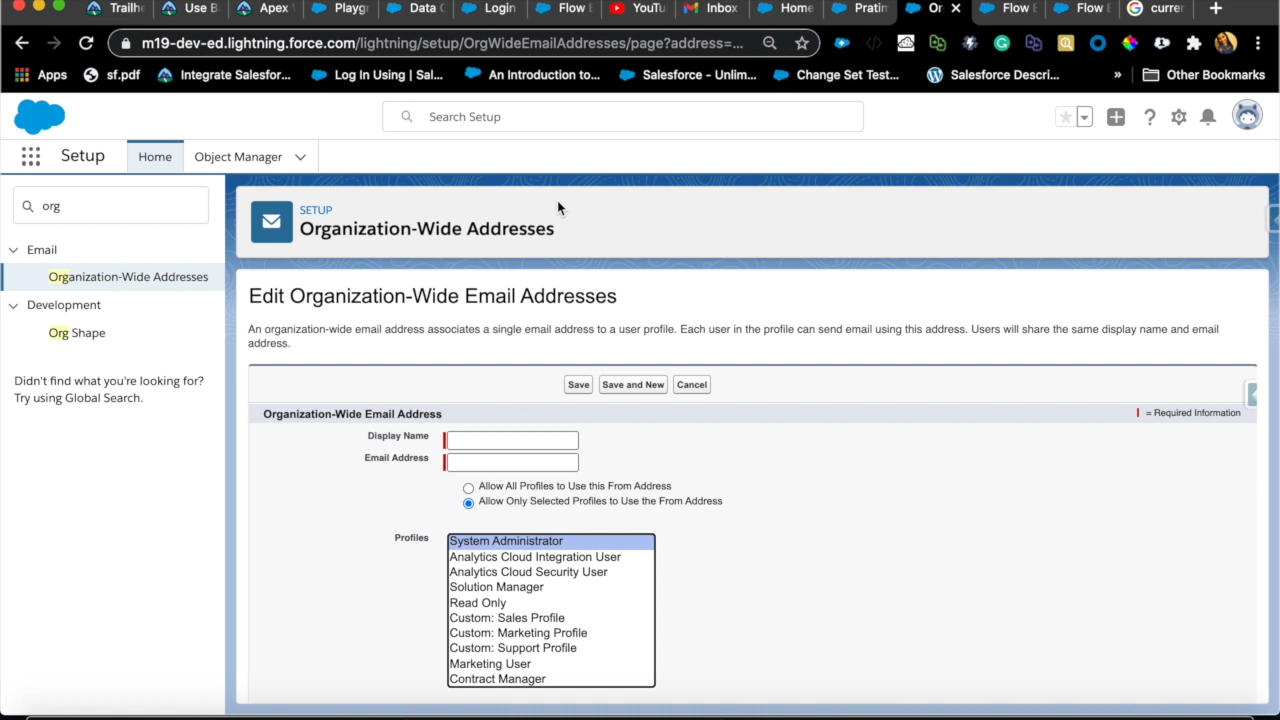 Trailhe
Use B
Apex
Playgr
Data
Login
Flow
YouTu
Inbox
Home
Pratim
Or
Flow
Flow
currer
m19-dev-ed.lightning.force.com/lightning/setup/OrgWideEmailAddresses/page?address=...
Apps
sf.pdf
Integrate Salesfor...
Log In Using | Sal...
An Introduction to...
Salesforce - Unlim...
Change Set Test...
Salesforce Descri...
»
Other Bookmarks
Search Setup
Setup
Home
Object Manager
org
Email
Organization-Wide Addresses
Development
Org Shape
Didn't find what you're looking for?
Try using Global Search.
SETUP
Organization-Wide Addresses
Edit Organization-Wide Email Addresses
An organization-wide email address associates a single email address to a user profile. Each user in the profile can send email using this address. Users will share the same display name and email
address.
Save
Save and New
Cancel
Organization-Wide Email Address
= Required Information
Display Name
Email Address
Allow All Profiles to Use this From Address
Allow Only Selected Profiles to Use the From Address
Profiles
System Administrator
Analytics Cloud Integration User
Analytics Cloud Security User
Solution Manager
Read Only
Custom: Sales Profile
Custom: Marketing Profile
Custom: Support Profile
Marketing User
Contract Manager